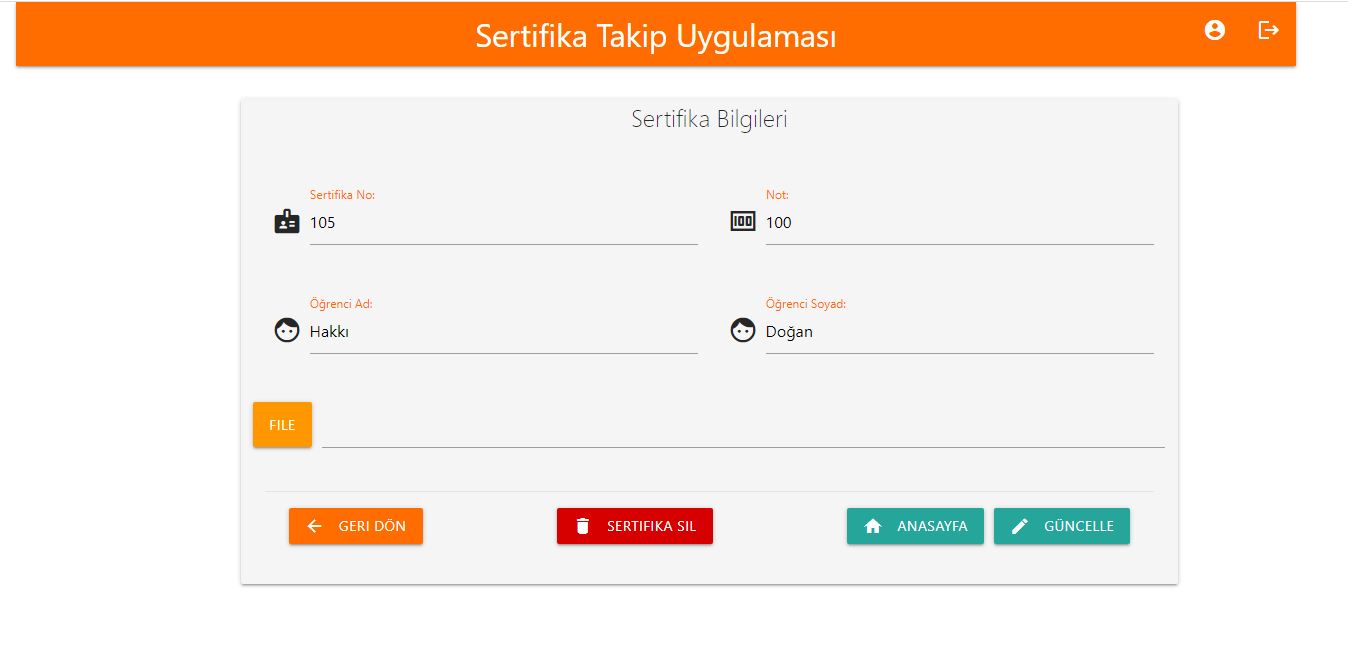 Sertifika Takip Uygulaması
Sertifika Bilgileri
Sertifika No:
105
Not:
100
Öğrenci Ad:
Hakkı
Öğrenci Soyad:
Doğan
FILE
GERI DÖN
SERTIFIKA SIL
ANASAYFA
GÜNCELLE